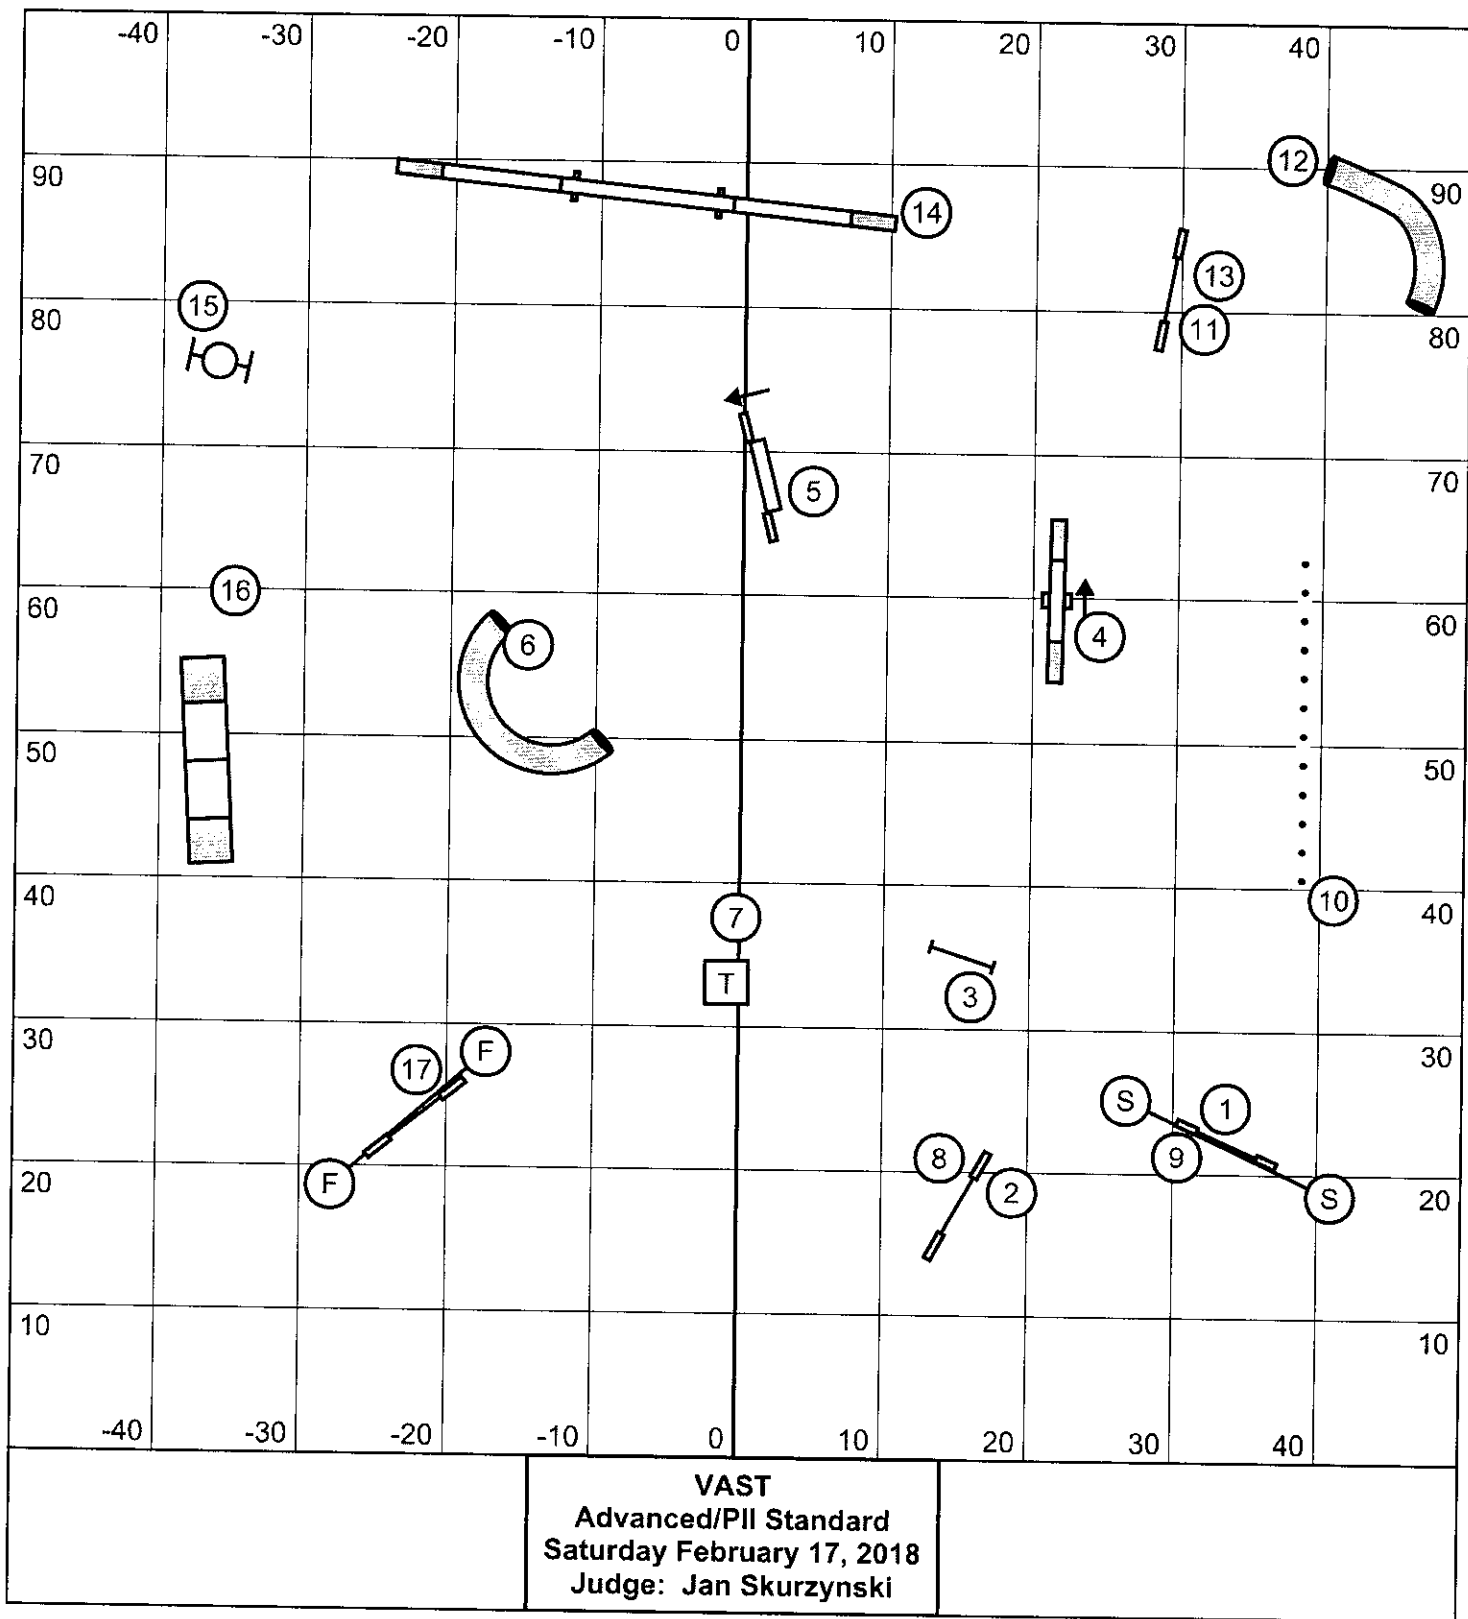 -40 -30 -20 -10 0 10 20 30 40
12
90 90
14
13
15
80 11 80
70 5 70
16
60 6 4 60
50 50
40 7 10 40
T
3
30 F 30
17
S 1
8 9
20 F 2 S 20
10 10
-40 -30 -20 -10 0 10 20 30 40
VAST
Advanced/PII Standard
Saturday February 17, 2018
Judge: Jan Skurzynski